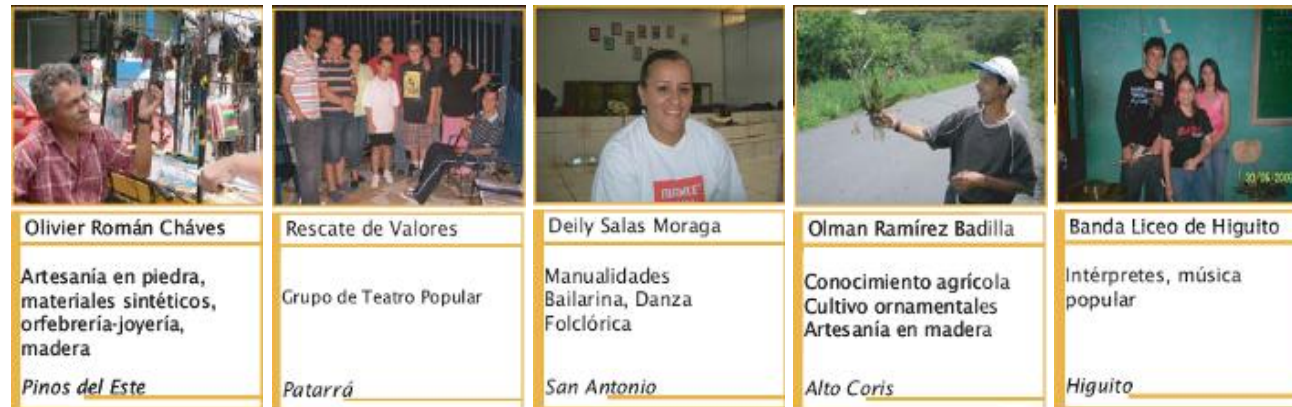 Olivier Román Cháves
Artesanía en piedra,
materiales sintéticos,
orfebrería-joyería,
madera
Pinos del Este
Rescate de Valores
Grupo de Teatro Popular
Patarrá
Deily Salas Moraga
Manualidades
Bailarina, Danza
Folclórica
San Antonio
Olman Ramírez Badilla
Conocimiento agrícola
Cultivo ornamentales
Artesanía en madera
Alto Coris
Banda Liceo de Higuito
Intérpretes, música
popular
Higuito